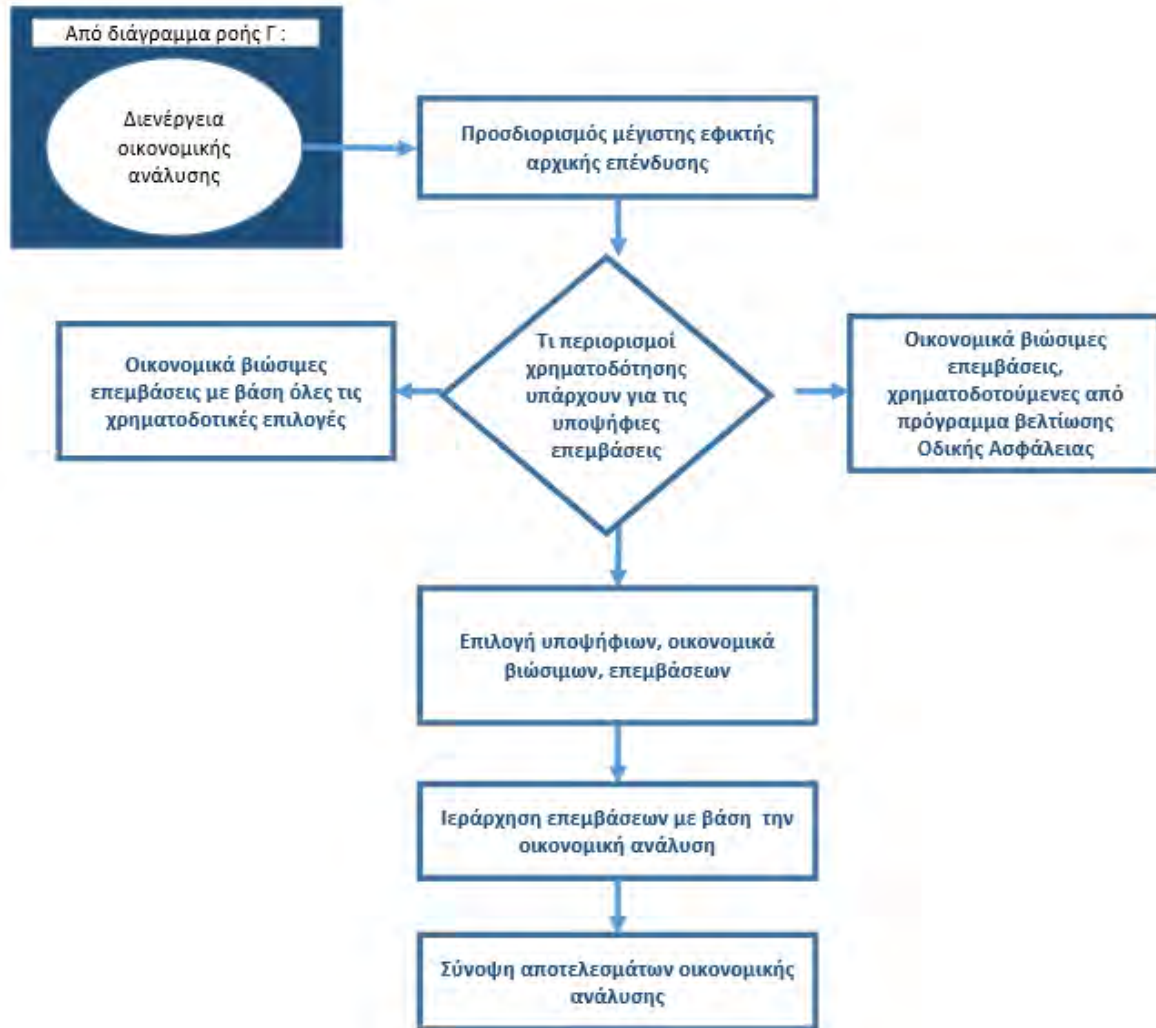 Από διάγραμμα ροής Γ :
Διενέργεια
οικονομικής
ανάλυσης
Προσδιορισμός μέγιστης εφικτής
αρχικής επένδυσης
Τι περιορισμοί
χρηματοδότησης
υπάρχουν για τις
υποψήφιες
επεμβάσεις
Οικονομικά βιώσιμες
επεμβάσεις με βάση όλες τις
χρηματοδοτικές επιλογές
Οικονομικά βιώσιμες
επεμβάσεις,
χρηματοδοτούμενες από
πρόγραμμα βελτίωσης
Οδικής Ασφάλειας
Επιλογή υποψήφιων, οικονομικά
βιώσιμων, επεμβάσεων
Ιεράρχηση επεμβάσεων με βάση την
οικονομική ανάλυση
Σύνοψη αποτελεσμάτων οικονομικής
ανάλυσης